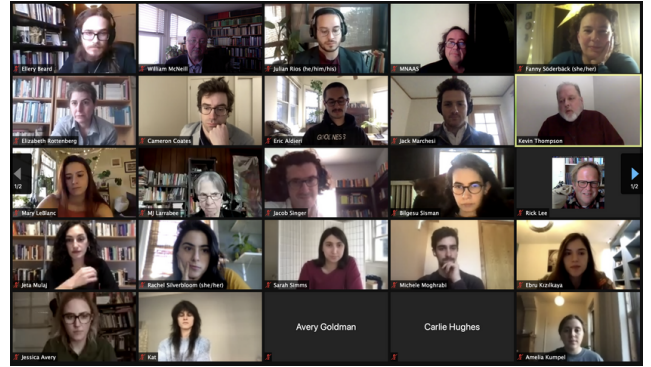 Ellery Beard
William McNeill
Julian Rios (he/him/his)
MNAAS
Fanny Söderbäck (she/her)
Elizabeth Rottenberg
Cameron Coates
Eric Aldieri
Jack Marchesi
Kevin Thompson
1/2
1/2
Mary LeBlanc
MJ Larrabee
Jacob Singer
Bilgesu Sisman
Rick Lee
Jeta Mulaj
Rachel Silverbloom (she/her)
Sarah Simms
Michele Moghrabi
Ebru Kızılkaya
Avery Goldman
Carlie Hughes
Jessica Avery
Kat
Amelia Kumpel